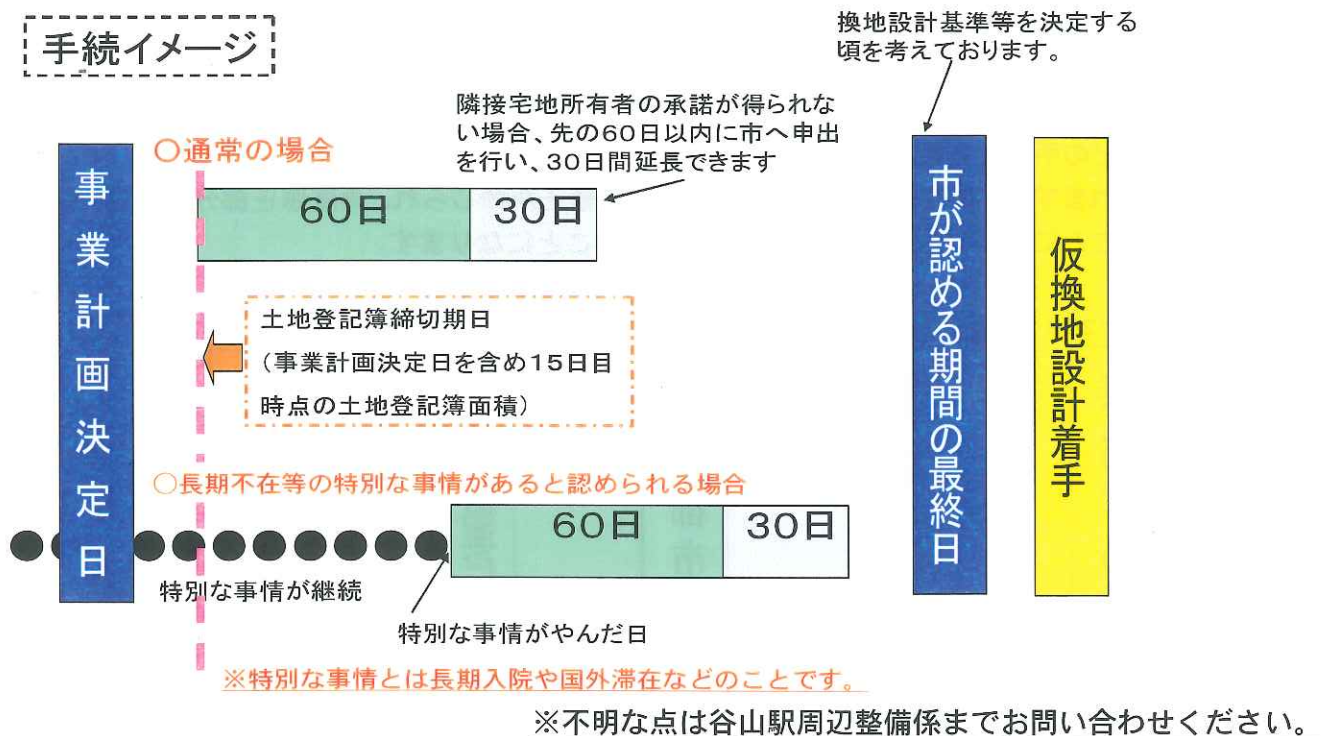 手続イメージ
換地設計基準等を決定する
頃を考えております。
隣接宅地所有者の承諾が得られな
い場合、先の60日以内に市へ申出
を行い、30日間延長できます
事業計画決定日
○通常の場合
60日
30日
土地登記簿締切期日
(事業計画決定日を含め15日目
時点の土地登記簿面積)
○長期不在等の特別な事情があると認められる場合
60日
30日
特別な事情が継続
特別な事情がやんだ日
市が認める期間の最終日
仮換地設計着手
※特別な事情とは長期入院や国外滞在などのことです。
※不明な点は谷山駅周辺整備係までお問い合わせください。